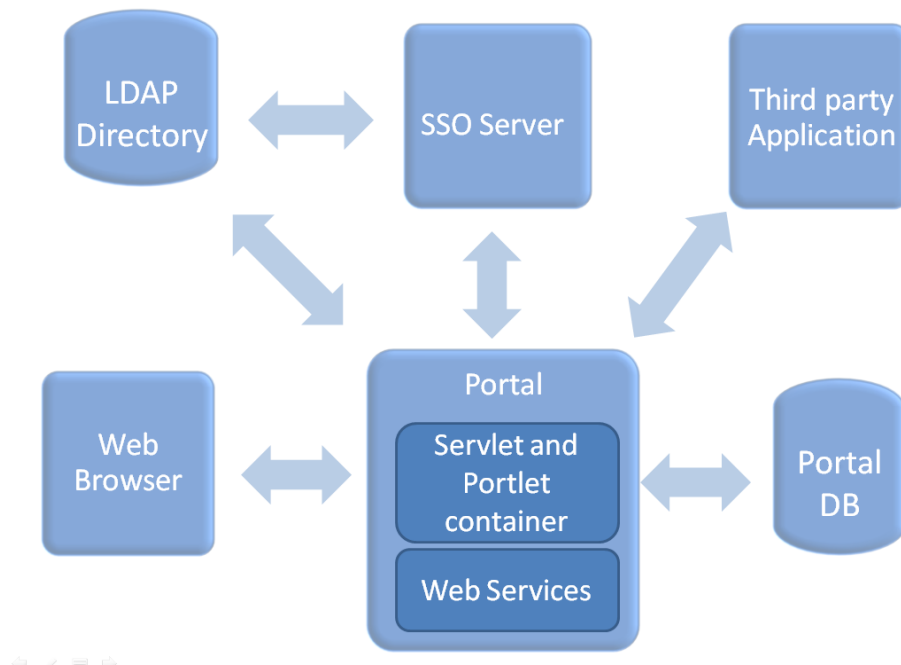 LDAP
Directory
SSO Server
Third party
Application
Web
Browser
Portal
Servlet and
Portlet
container
Web Services
Portal
DB